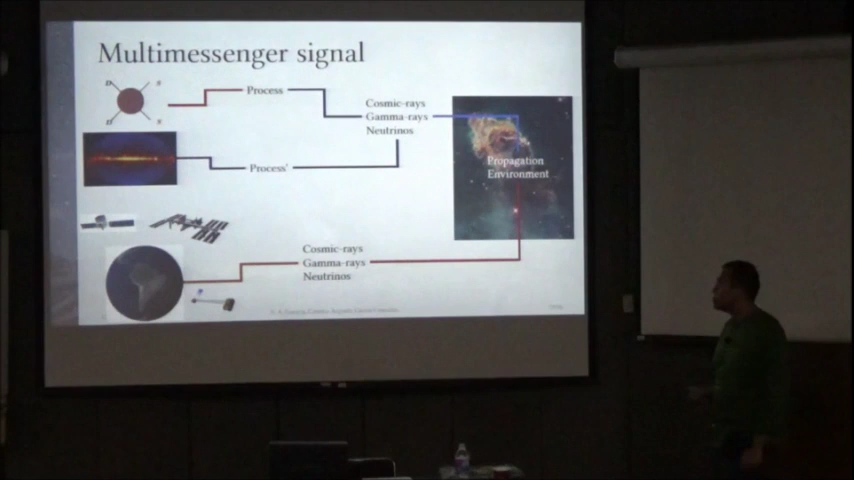 Multimessenger signal
Process
Cosmic-rays
Gamma-rays
Neutrinos
Process'
Propagation
Environment
Cosmic-rays
Gamma-rays
Neutrinos